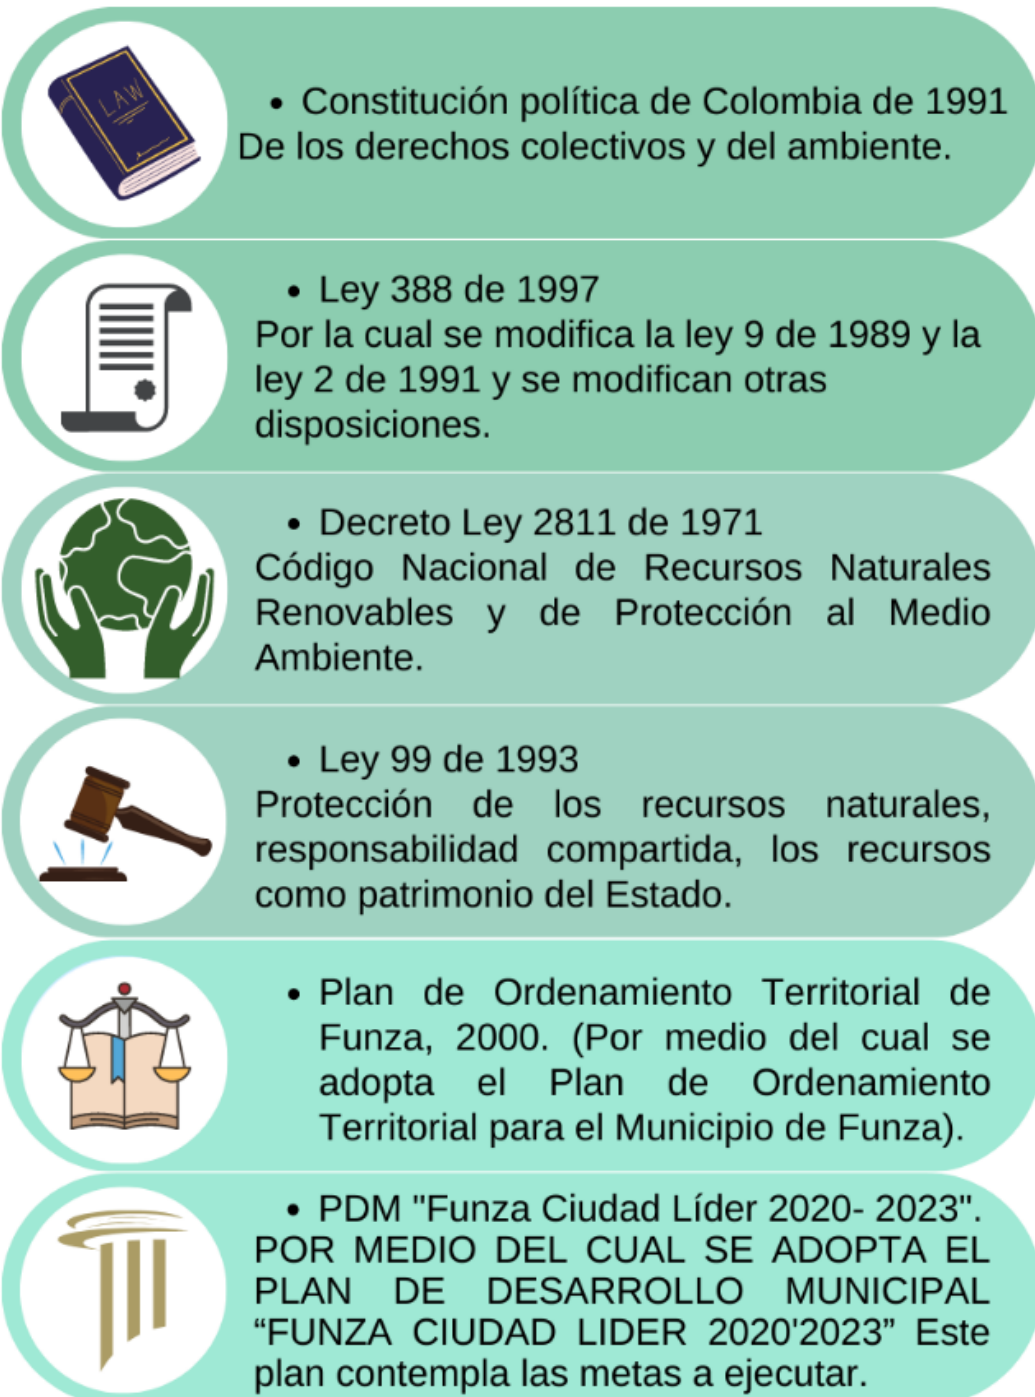 LAW
• Constitución política de Colombia de 1991
De los derechos colectivos y del ambiente.
• Ley 388 de 1997
Por la cual se modifica la ley 9 de 1989 y la
ley 2 de 1991 y se modifican otras
disposiciones.
• Decreto Ley 2811 de 1971
Código Nacional de Recursos Naturales
Renovables y de Protección al Medio
Ambiente.
• Ley 99 de 1993
Protección de los recursos naturales,
responsabilidad compartida, los recursos
como patrimonio del Estado.
• Plan de Ordenamiento Territorial de
Funza, 2000. (Por medio del cual se
adopta el Plan de Ordenamiento
Territorial para el Municipio de Funza).
• PDM "Funza Ciudad Líder 2020- 2023".
POR MEDIO DEL CUAL SE ADOPTA EL
PLAN DE DESARROLLO MUNICIPAL
“FUNZA CIUDAD LIDER 2020'2023” Este
plan contempla las metas a ejecutar.